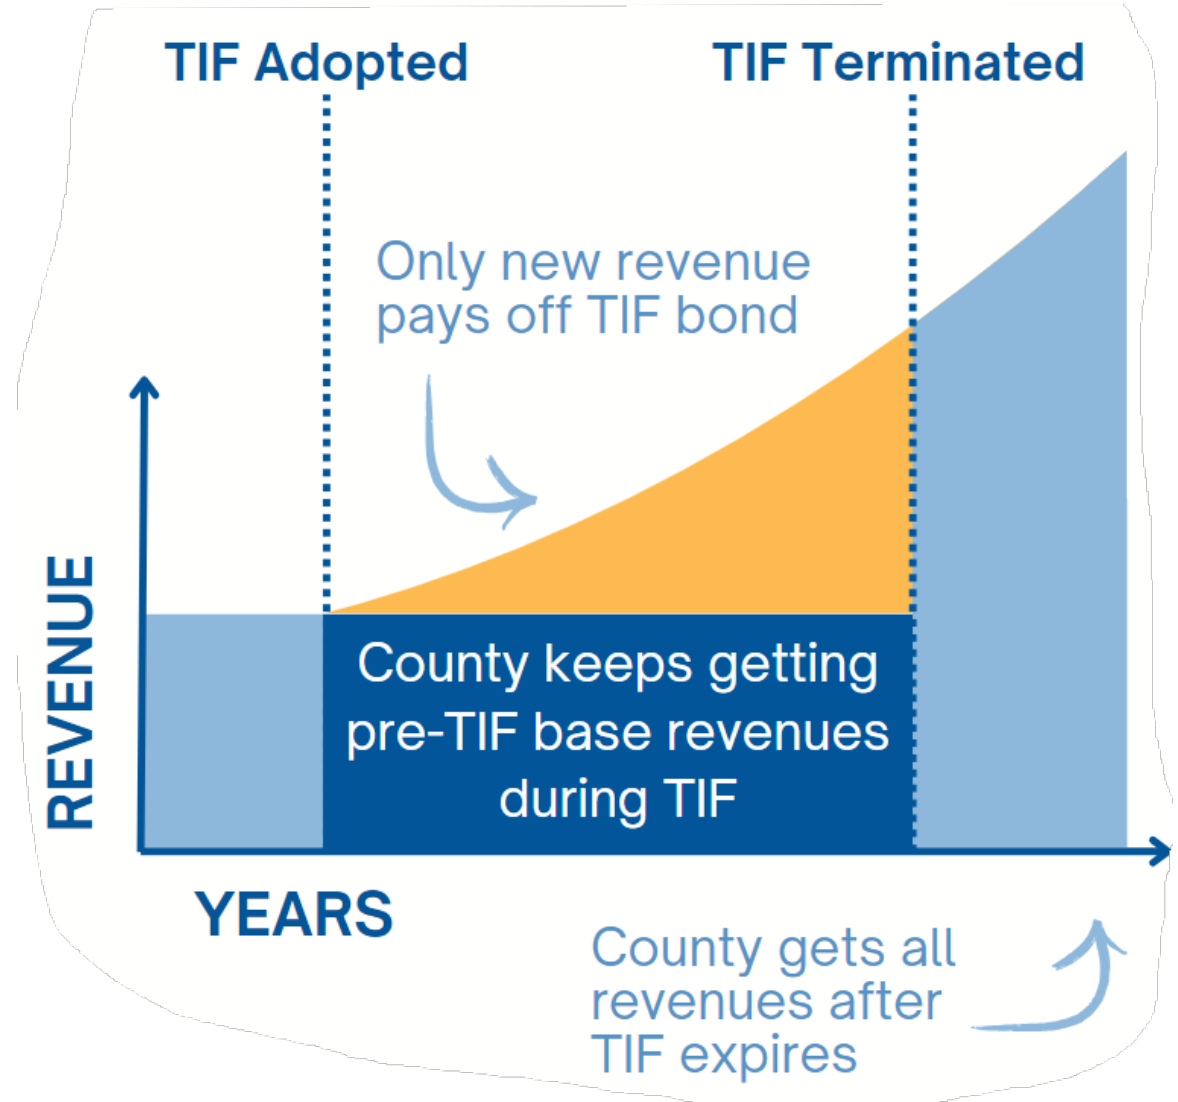 TIF Adopted
TIF Terminated
Only new revenue
pays off TIF bond
REVENUE
County keeps getting
pre-TIF base revenues
during TIF
YEARS
County gets all
revenues after
TIF expires